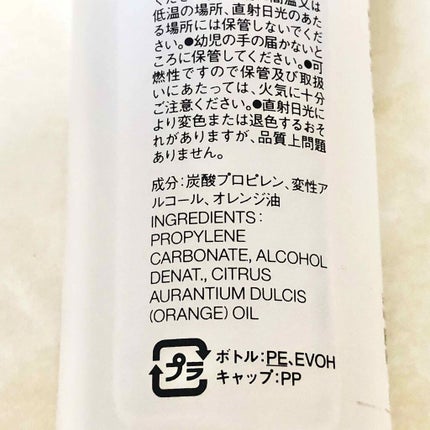 低温の場所、直射日光のあた
る場所には保管しないでくだ
さい。●幼児の手の届かないと
ころに保管してください。●可
燃性ですので保管及び取扱
いにあたっては、火気に十分
ご注意ください。●直射日光に
より変色または退色するおそ
れがありますが、品質上問題
ありません。
成分：炭酸プロピレン、変性ア
ルコール、オレンジ油
INGREDIENTS:
PROPYLENE
CARBONATE, ALCOHOL
DENAT., CITRUS
AURANTIUM DULCIS
(ORANGE) OIL
プラ
ボトル：PE、EVOH
キャップ：PP